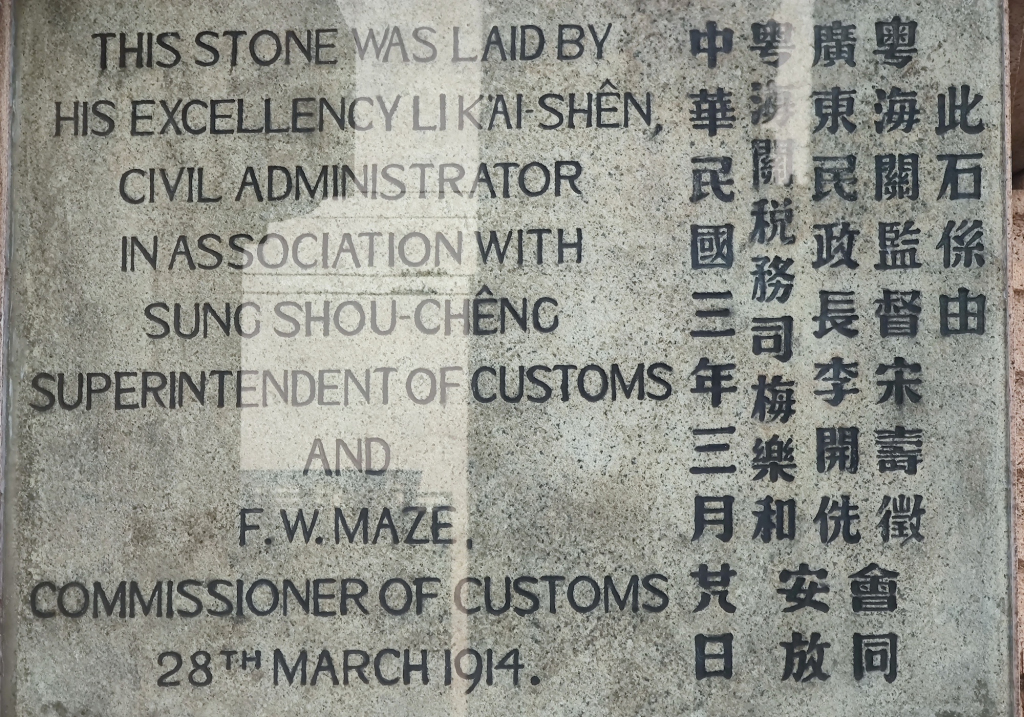 THIS STONE WAS LAID BY
HIS EXCELLENCY LI K'AI-SHÊN,
CIVIL ADMINISTRATOR
IN ASSOCIATION WITH
SUNG SHOU-CHÊNG
SUPERINTENDENT OF CUSTOMS
AND
F. W. MAZE,
COMMISSIONER OF CUSTOMS
28TH MARCH 1914.
此石係由
粵海關監督宋壽徵
廣東民政長李開侁
粵海關税務司梅樂和
會同
安放
中華民國三年三月廿八日